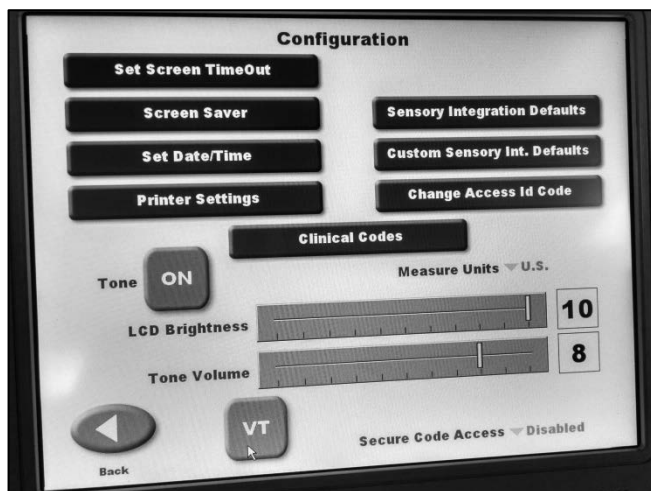 Configuration
Set Screen TimeOut
Screen Saver
Sensory Integration Defaults
Set Date/Time
Custom Sensory Int. Defaults
Printer Settings
Change Access Id Code
Clinical Codes
Tone ON
Measure Units U.S.
LCD Brightness 10
Tone Volume 8
VT
Back
Secure Code Access Disabled